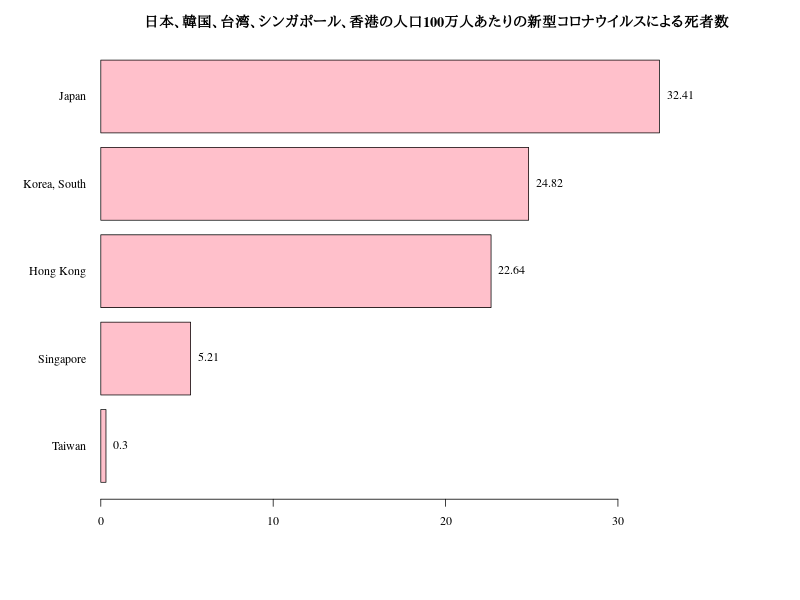 日本、韓国、台湾、シンガポール、香港の人口100万人あたりの新型コロナウイルスによる死者数
Japan 32.41
Korea, South 24.82
Hong Kong 22.64
Singapore 5.21
Taiwan 0.3
0 10 20 30